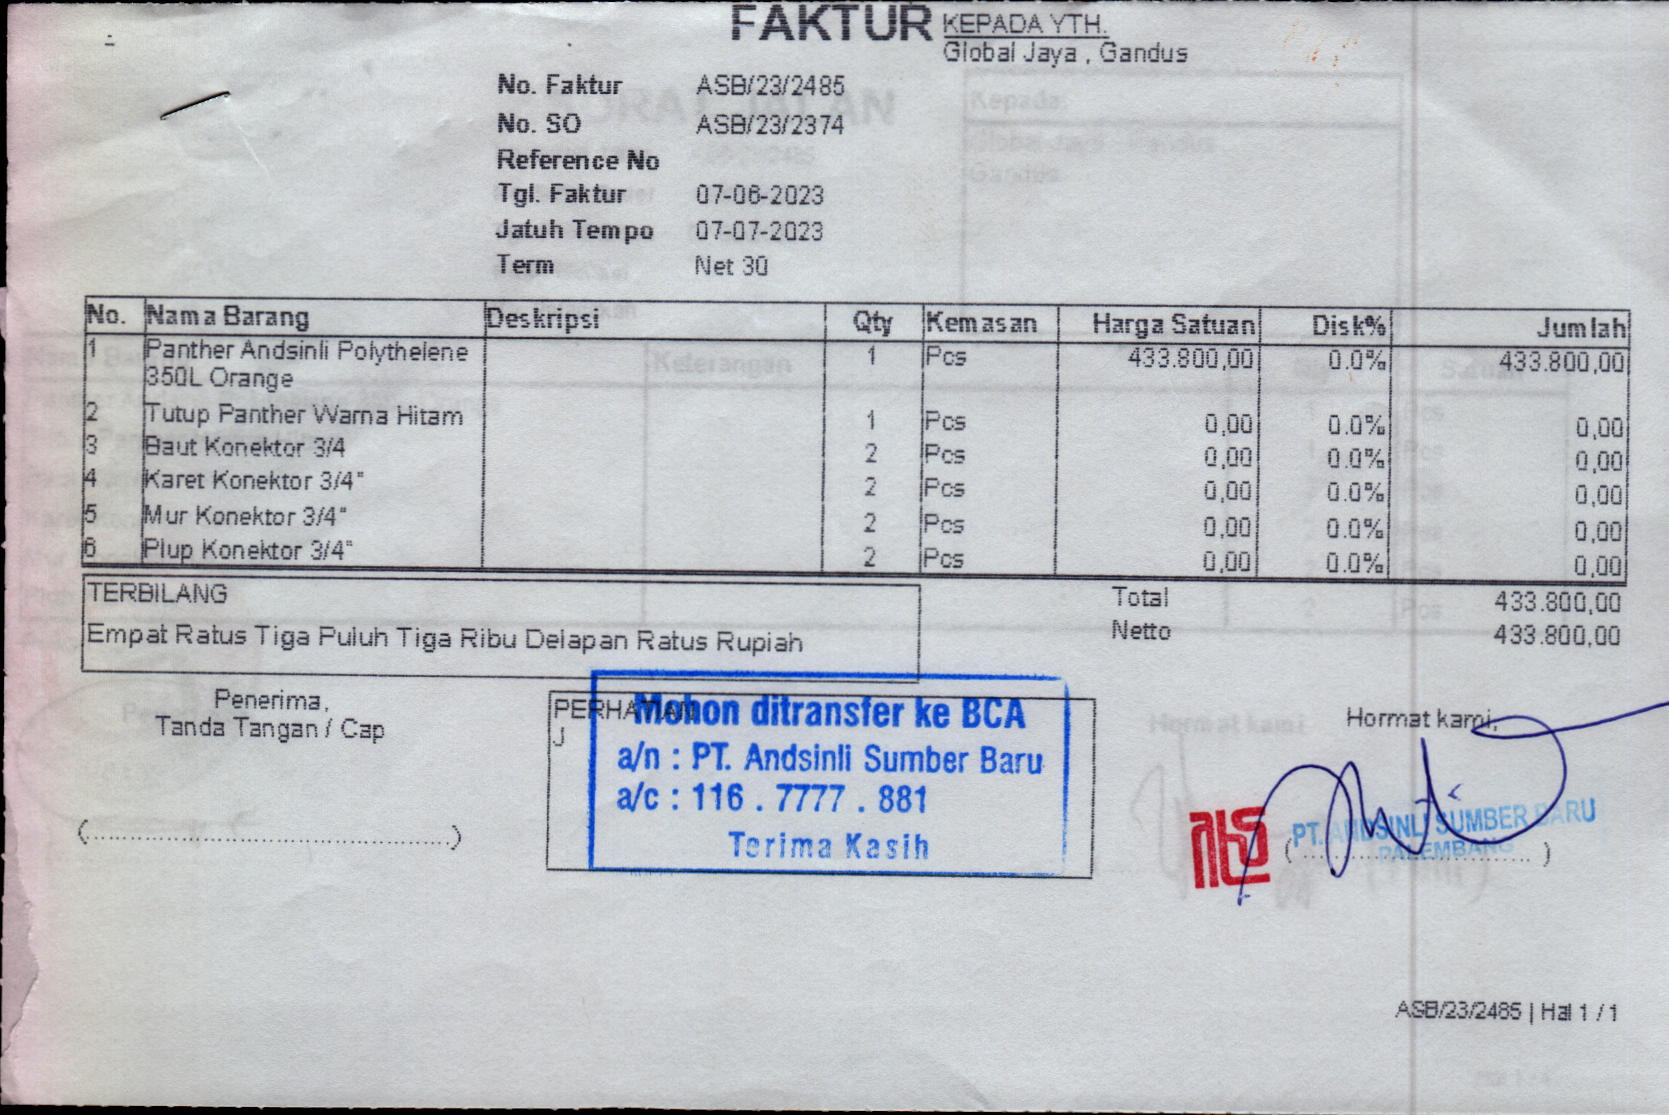 FAKTUR
KEPADA YTH.
Global Jaya , Gandus
No. Faktur ASB/23/2485
No. SO ASB/23/2374
Reference No
Tgl. Faktur 07-06-2023
Jatuh Tempo 07-07-2023
Term Net 30
No. Nama Barang Deskripsi Qty Kemasan Harga Satuan Disk% Jumlah
1 Panther Andsinli Polythelene 1 Pcs 433.800,00 0.0% 433.800,00
350L Orange
2 Tutup Panther Warna Hitam 1 Pcs 0,00 0.0% 0,00
3 Baut Konektor 3/4 2 Pcs 0,00 0.0% 0,00
4 Karet Konektor 3/4" 2 Pcs 0,00 0.0% 0,00
5 Mur Konektor 3/4" 2 Pcs 0,00 0.0% 0,00
6 Plup Konektor 3/4" 2 Pcs 0,00 0.0% 0,00
TERBILANG
Empat Ratus Tiga Puluh Tiga Ribu Delapan Ratus Rupiah
Total 433.800,00
Netto 433.800,00
Penerima,
Tanda Tangan / Cap
(........................................)
PERHATIAN
J
Mohon ditransfer ke BCA
a/n : PT. Andsinli Sumber Baru
a/c : 116 . 7777 . 881
Terima Kasih
Hormat kami,
PT. ANDSINLI SUMBER BARU
PALEMBANG
(........................................)
ASB/23/2485 | Hal 1 / 1